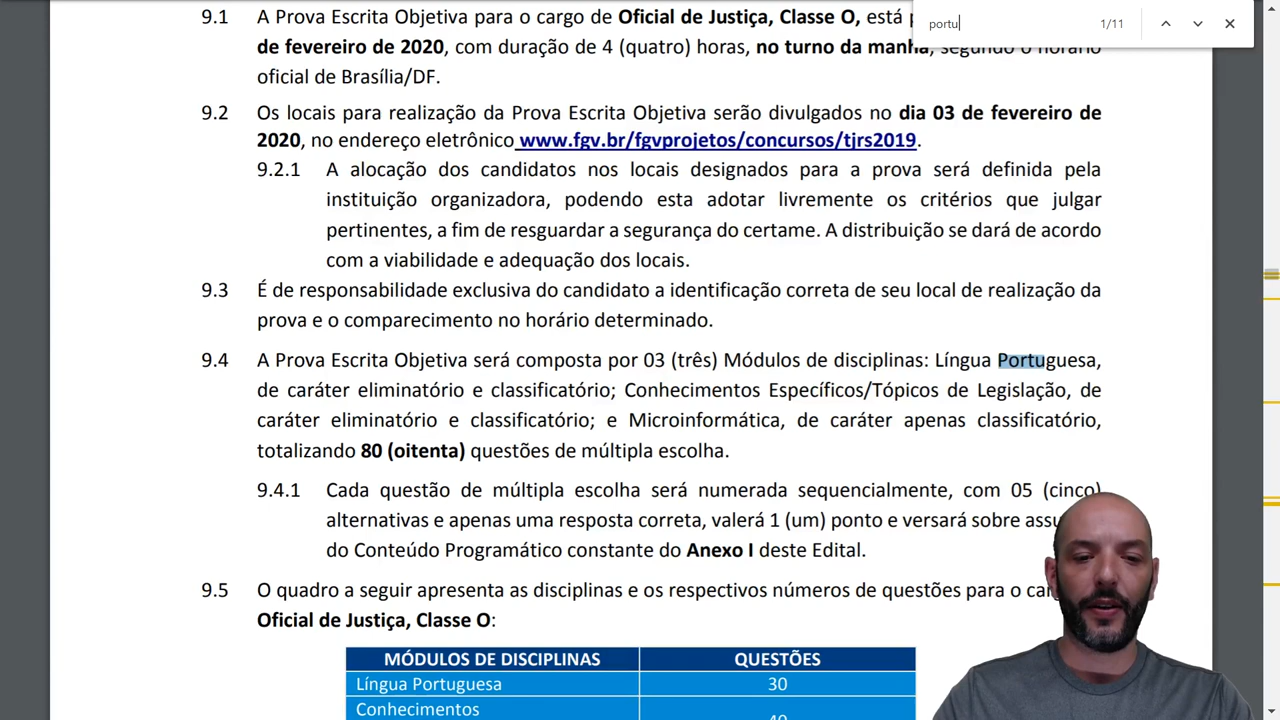 portu 1/11
9.1 A Prova Escrita Objetiva para o cargo de Oficial de Justiça, Classe O, está
de fevereiro de 2020, com duração de 4 (quatro) horas, no turno da manhã, segundo o horário
oficial de Brasília/DF.
9.2 Os locais para realização da Prova Escrita Objetiva serão divulgados no dia 03 de fevereiro de
2020, no endereço eletrônico www.fgv.br/fgvprojetos/concursos/tjrs2019.
9.2.1 A alocação dos candidatos nos locais designados para a prova será definida pela
instituição organizadora, podendo esta adotar livremente os critérios que julgar
pertinentes, a fim de resguardar a segurança do certame. A distribuição se dará de acordo
com a viabilidade e adequação dos locais.
9.3 É de responsabilidade exclusiva do candidato a identificação correta de seu local de realização da
prova e o comparecimento no horário determinado.
9.4 A Prova Escrita Objetiva será composta por 03 (três) Módulos de disciplinas: Língua Portuguesa,
de caráter eliminatório e classificatório; Conhecimentos Específicos/Tópicos de Legislação, de
caráter eliminatório e classificatório; e Microinformática, de caráter apenas classificatório,
totalizando 80 (oitenta) questões de múltipla escolha.
9.4.1 Cada questão de múltipla escolha será numerada sequencialmente, com 05 (cinco)
alternativas e apenas uma resposta correta, valerá 1 (um) ponto e versará sobre
do Conteúdo Programático constante do Anexo I deste Edital.
9.5 O quadro a seguir apresenta as disciplinas e os respectivos números de questões para o
Oficial de Justiça, Classe O:
MÓDULOS DE DISCIPLINAS QUESTÕES
Língua Portuguesa 30
Conhecimentos